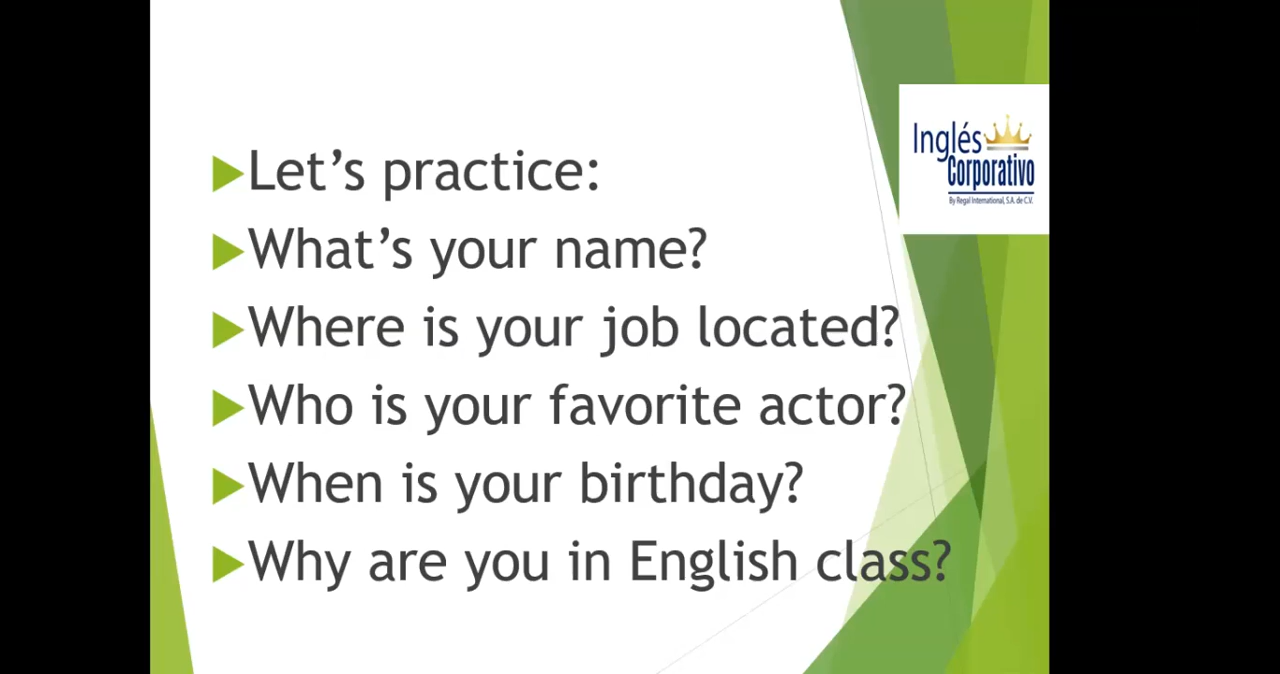 Let’s practice:
What’s your name?
Where is your job located?
Who is your favorite actor?
When is your birthday?
Why are you in English class?
Inglés
Corporativo
By Regal International, S.A. de C.V.